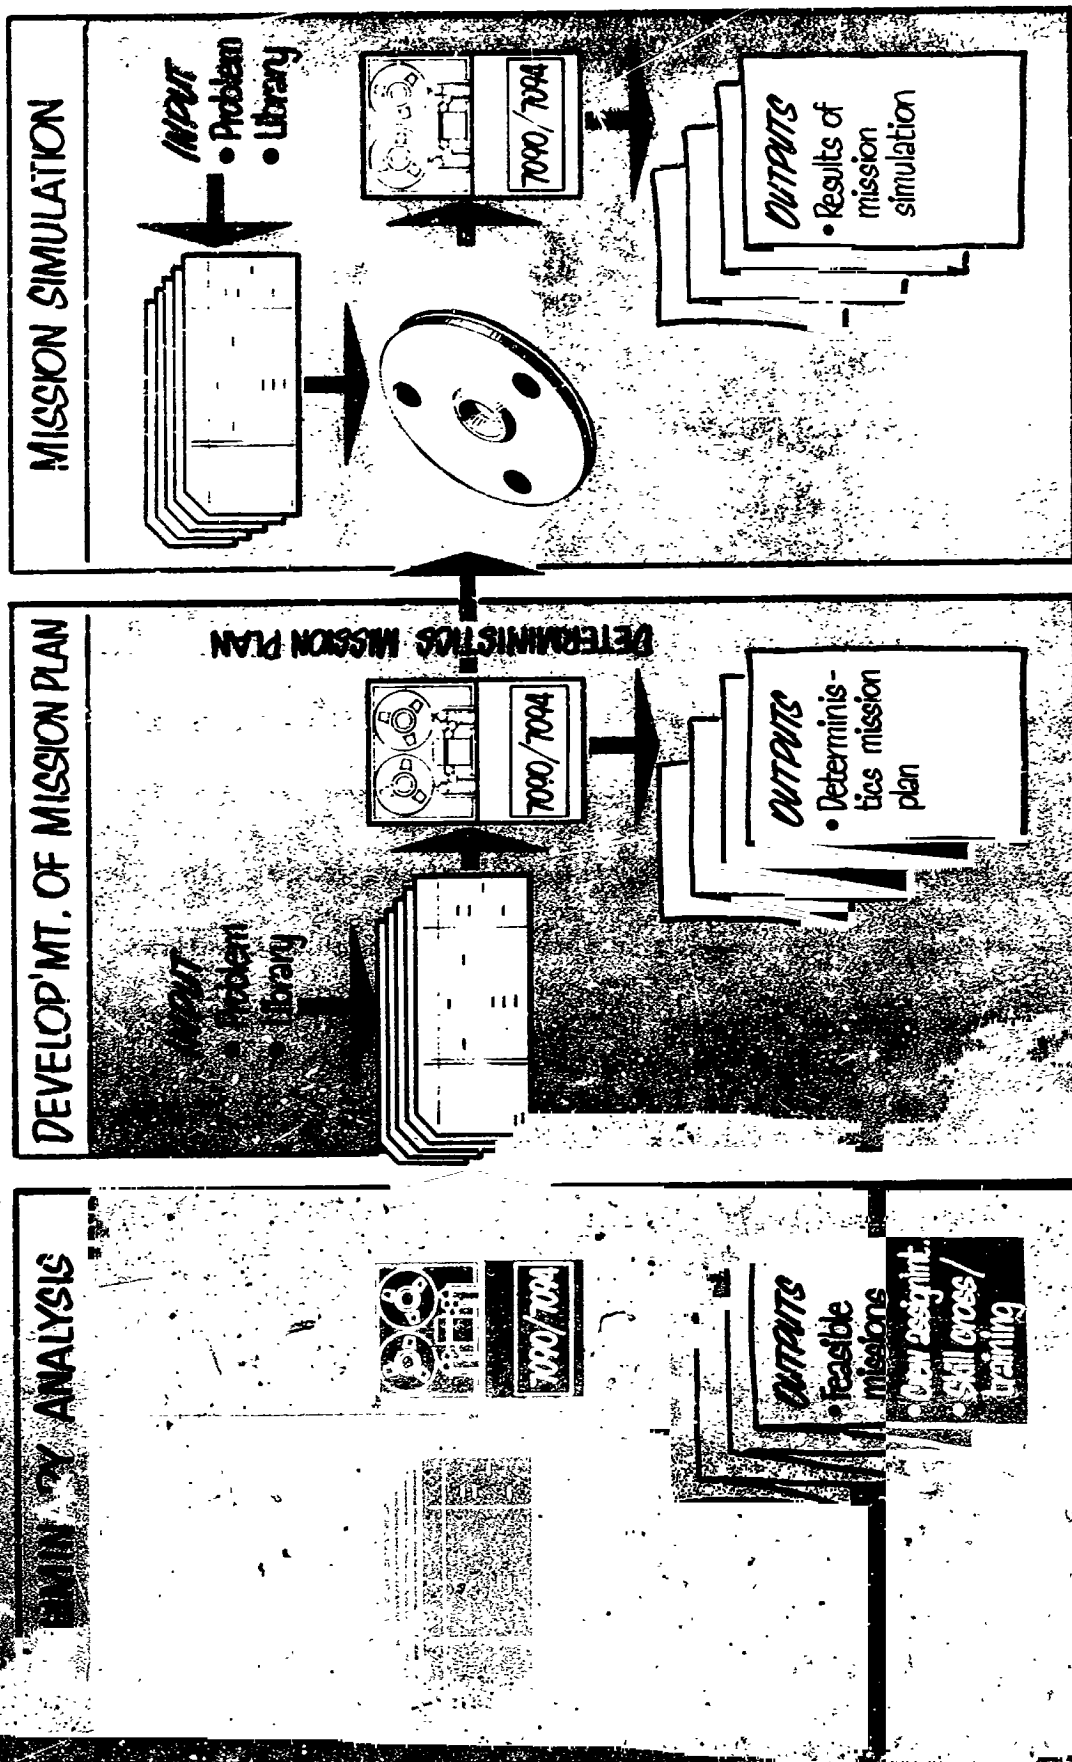 ANALYSIS
7090/7094
OUTPUTS
• Feasible
missions
• Crew assignmt.
• Skill cross/
training
DEVELOP'MT. OF MISSION PLAN
INPUT
• Problem
• Library
7090/7094
DETERMINISTICS MISSION PLAN
OUTPUTS
• Determinis-
tics mission
plan
MISSION SIMULATION
INPUT
• Problem
• Library
7090/7094
OUTPUTS
• Results of
mission
simulation